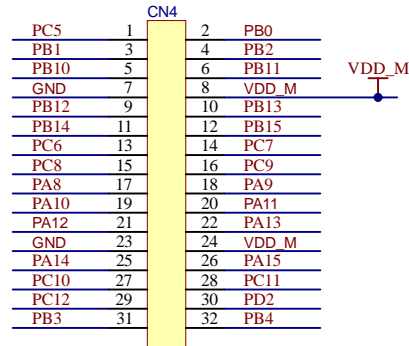 CN4
PC5 1 2 PB0
PB1 3 4 PB2
PB10 5 6 PB11
VDD_M
GND 7 8 VDD_M
PB12 9 10 PB13
PB14 11 12 PB15
PC6 13 14 PC7
PC8 15 16 PC9
PA8 17 18 PA9
PA10 19 20 PA11
PA12 21 22 PA13
GND 23 24 VDD_M
PA14 25 26 PA15
PC10 27 28 PC11
PC12 29 30 PD2
PB3 31 32 PB4